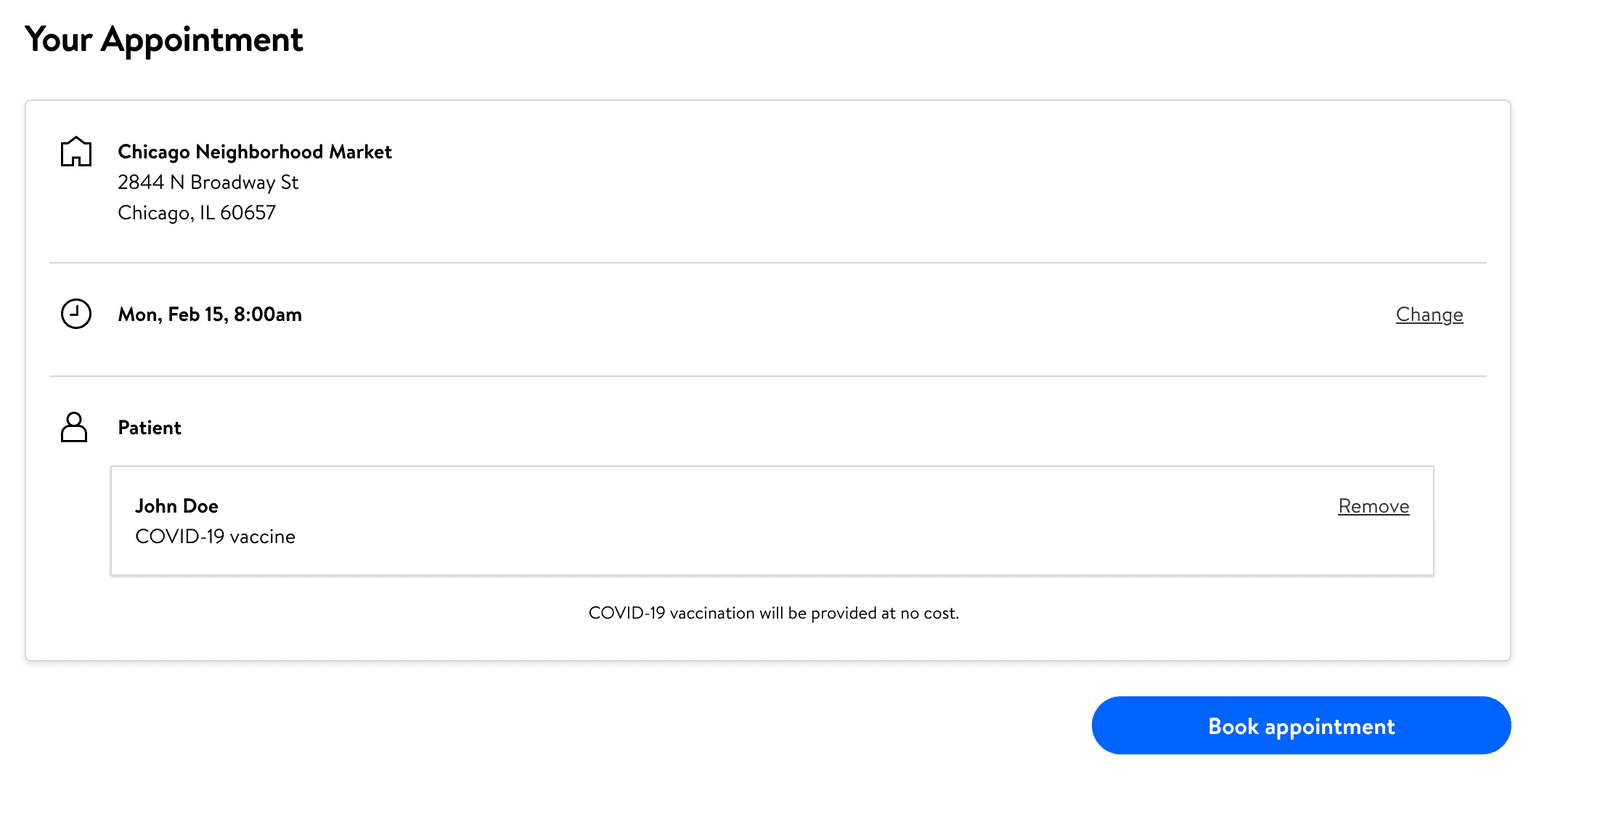 Your Appointment
Chicago Neighborhood Market
2844 N Broadway St
Chicago, IL 60657
Mon, Feb 15, 8:00am
Change
Patient
John Doe
Remove
COVID-19 vaccine
COVID-19 vaccination will be provided at no cost.
Book appointment